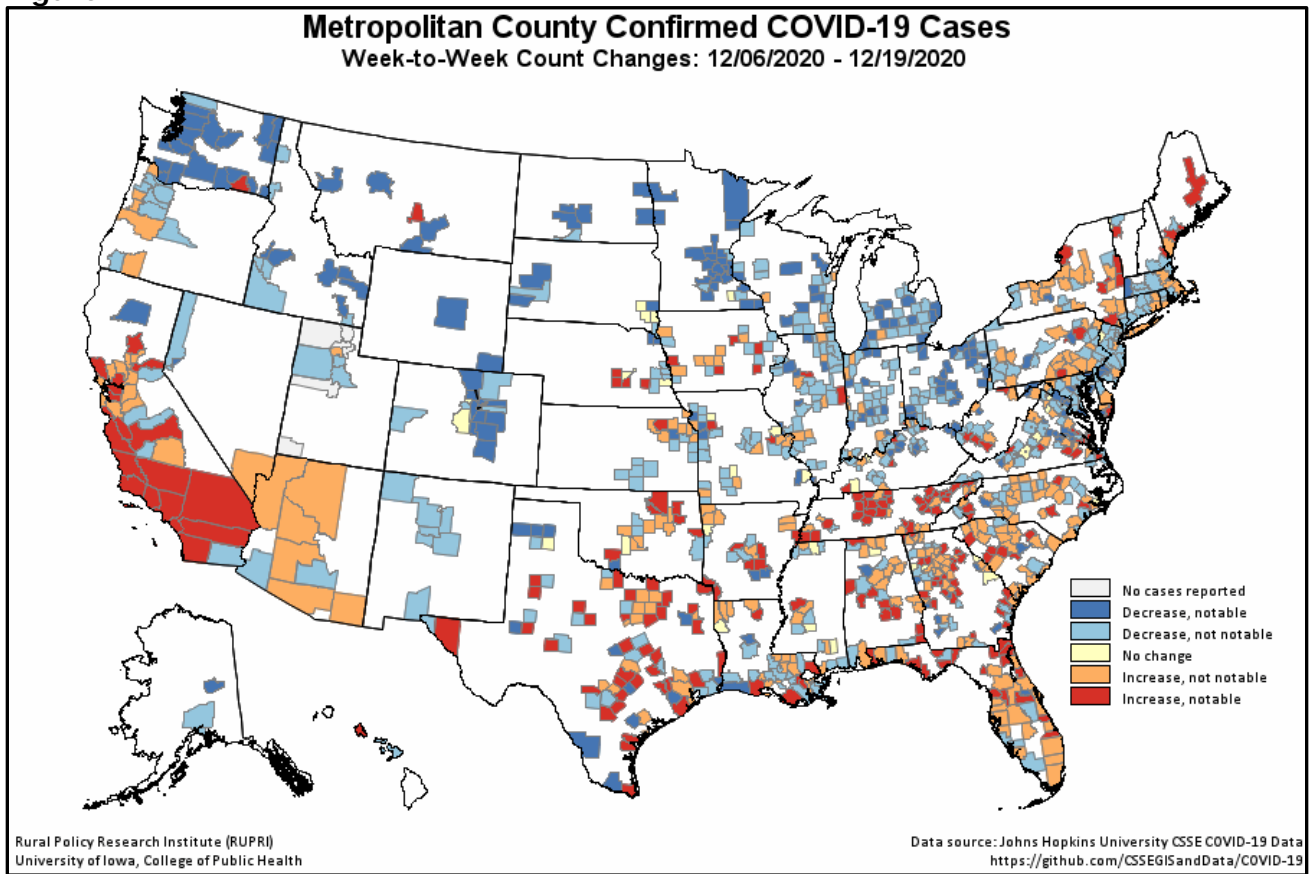 Metropolitan County Confirmed COVID-19 Cases
Week-to-Week Count Changes: 12/06/2020 - 12/19/2020
No cases reported
Decrease, notable
Decrease, not notable
No change
Increase, not notable
Increase, notable
Rural Policy Research Institute (RUPRI)
University of Iowa, College of Public Health
Data source: Johns Hopkins University CSSE COVID-19 Data
https://github.com/CSSEGISandData/COVID-19